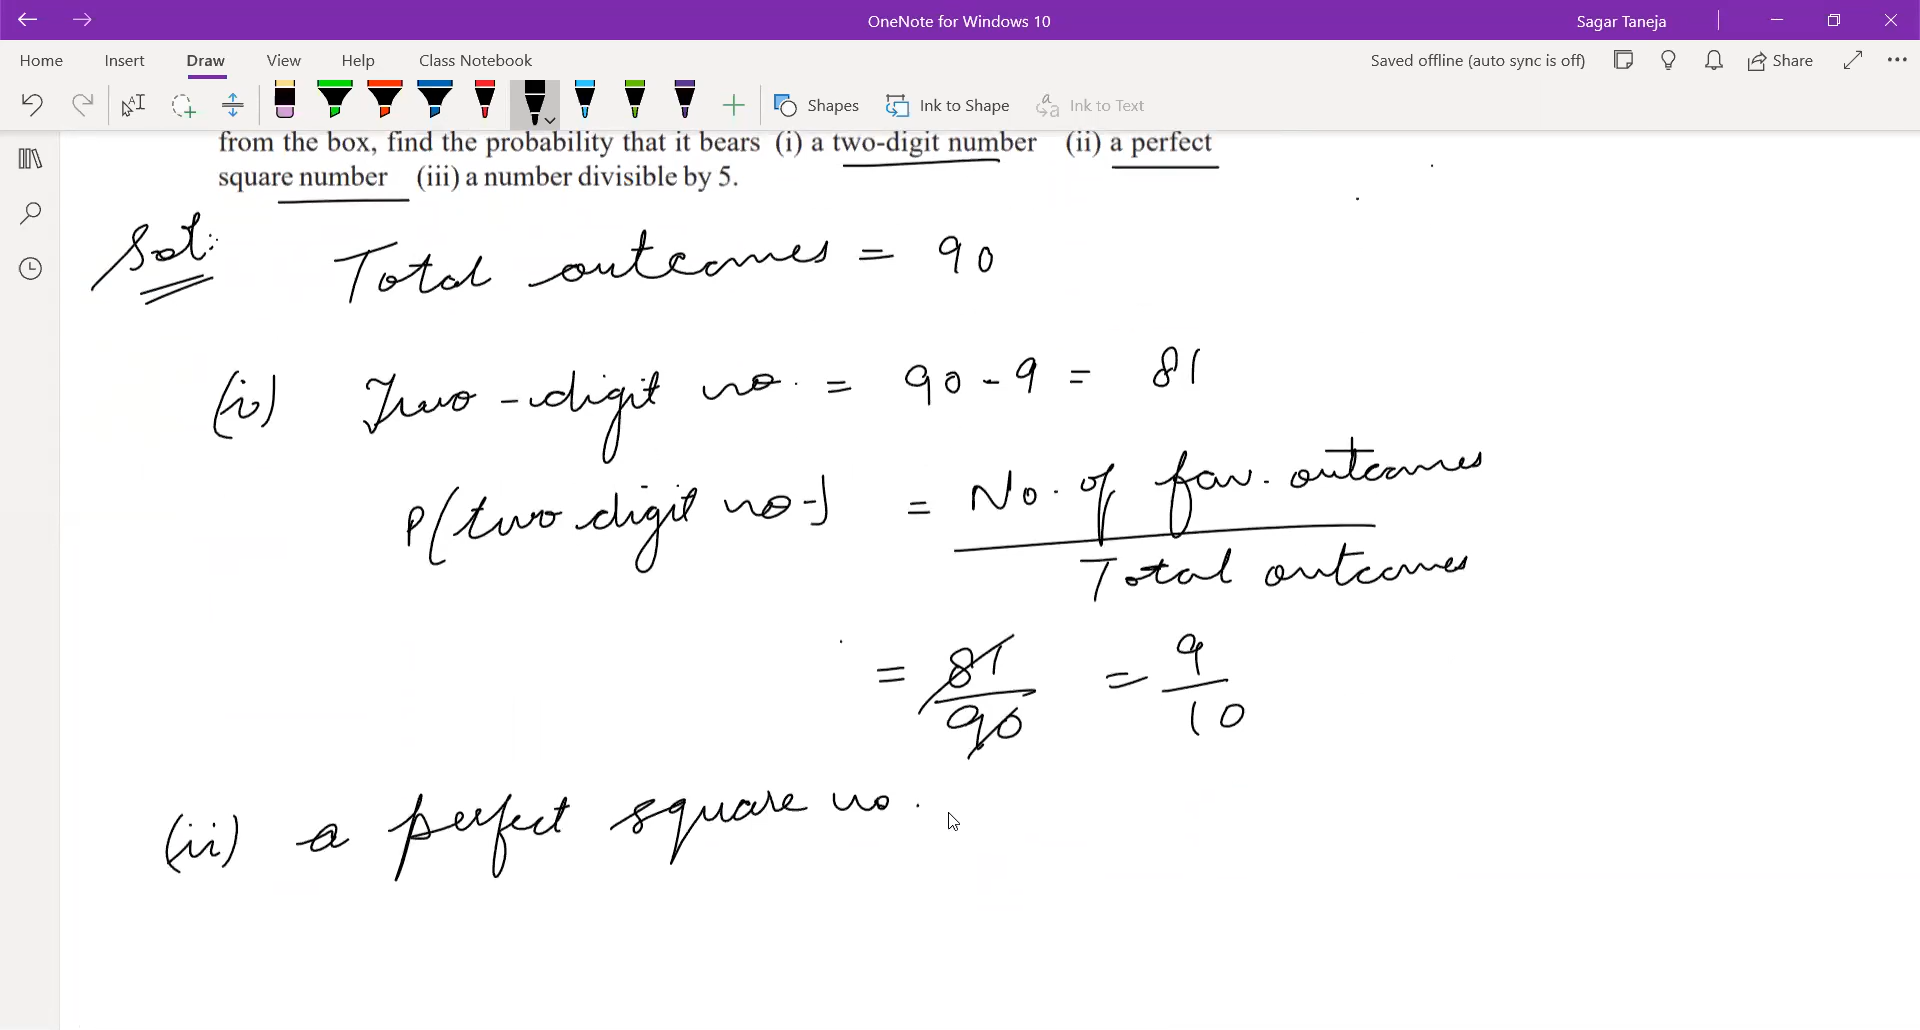 OneNote for Windows 10
Sagar Taneja
Home Insert Draw View Help Class Notebook
Saved offline (auto sync is off) Share
Shapes Ink to Shape Ink to Text
from the box, find the probability that it bears (i) a two-digit number (ii) a perfect
square number (iii) a number divisible by 5.
Sol:
Total outcomes = 90
(i) Two-digit no. = 90 - 9 = 81
P(two digit no.) = No. of fav. outcomes
Total outcomes
= 81/90 = 9/10
(ii) a perfect square no.